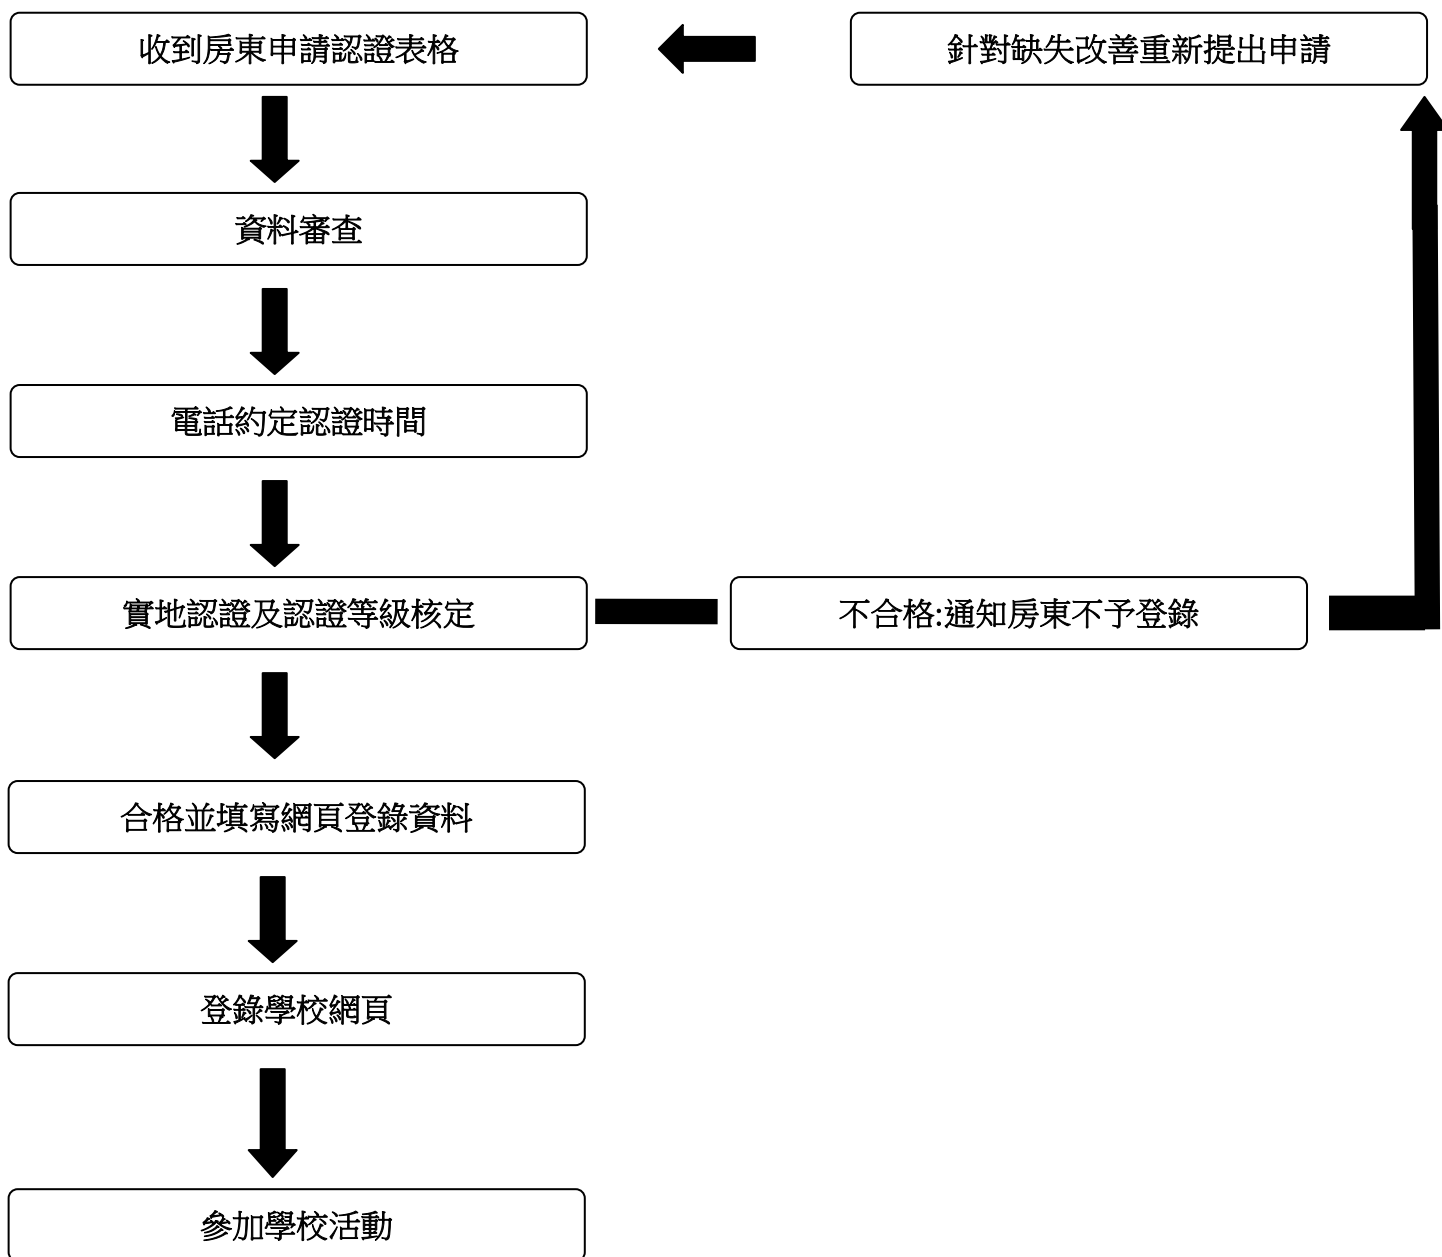 收到房東申請認證表格
針對缺失改善重新提出申請
資料審查
電話約定認證時間
實地認證及認證等級核定
不合格:通知房東不予登錄
合格並填寫網頁登錄資料
登錄學校網頁
參加學校活動